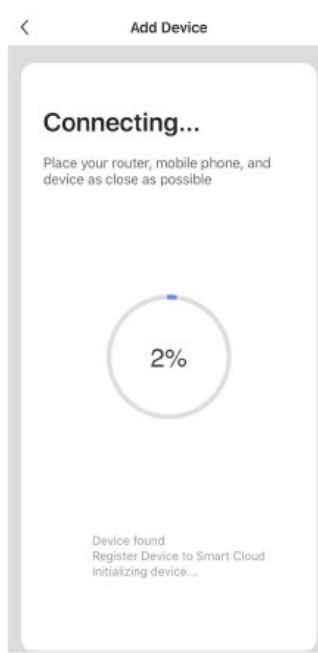 Add Device
Connecting...
Place your router, mobile phone, and
device as close as possible
2%
Device found
Register Device to Smart Cloud
Initializing device...